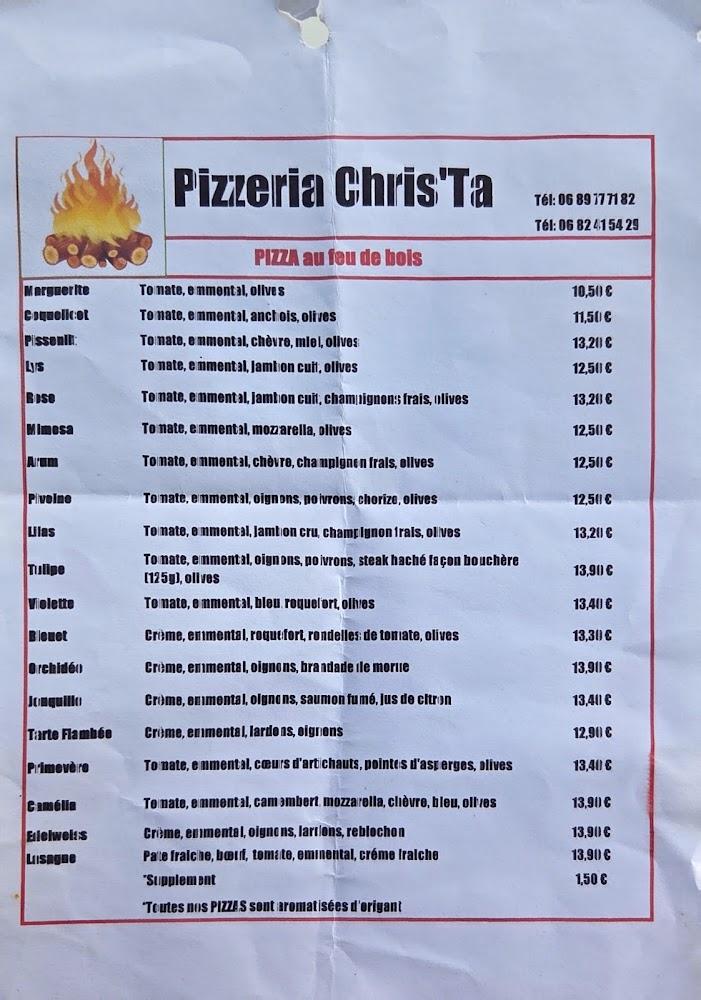 Pizzeria Chris'Ta
Tél: 06 89 77 71 82
Tél: 06 82 41 54 29
PIZZA au feu de bois
Marguerite Tomate, emmental, olives 10,50 €
Coquelicot Tomate, emmental, anchois, olives 11,50 €
Pissenlit Tomate, emmental, chèvre, miel, olives 13,20 €
Lys Tomate, emmental, jambon cuit, olives 12,50 €
Rose Tomate, emmental, jambon cuit, champignons frais, olives 13,20 €
Mimosa Tomate, emmental, mozzarella, olives 12,50 €
Arum Tomate, emmental, chèvre, champignon frais, olives 12,50 €
Pivoine Tomate, emmental, oignons, poivrons, chorizo, olives 12,50 €
Lilas Tomate, emmental, jambon cru, champignon frais, olives 13,20 €
Tulipe Tomate, emmental, oignons, poivrons, steak haché façon bouchère
(125g), olives 13,90 €
Violette Tomate, emmental, bleu, roquefort, olives 13,40 €
Bleuet Crème, emmental, roquefort, rondelles de tomate, olives 13,30 €
Orchidée Crème, emmental, oignons, brandade de morue 13,90 €
Jonquille Crème, emmental, oignons, saumon fumé, jus de citron 13,40 €
Tarte Flambée Crème, emmental, lardons, oignons 12,90 €
Primevère Tomate, emmental, cœurs d'artichauts, pointes d'asperges, olives 13,40 €
Camélia Tomate, emmental, camembert, mozzarella, chèvre, bleu, olives 13,90 €
Edelweiss Crème, emmental, oignons, lardons, reblochon 13,90 €
Lasagne Pate fraiche, bœuf, tomate, emmental, créme fraiche 13,90 €
*Supplement 1,50 €
*Toutes nos PIZZAS sont aromatisées d'origant